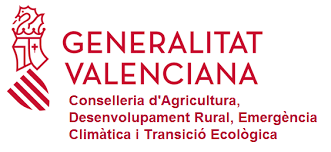 GENERALITAT
VALENCIANA
Conselleria d'Agricultura,
Desenvolupament Rural, Emergència
Climàtica i Transició Ecològica